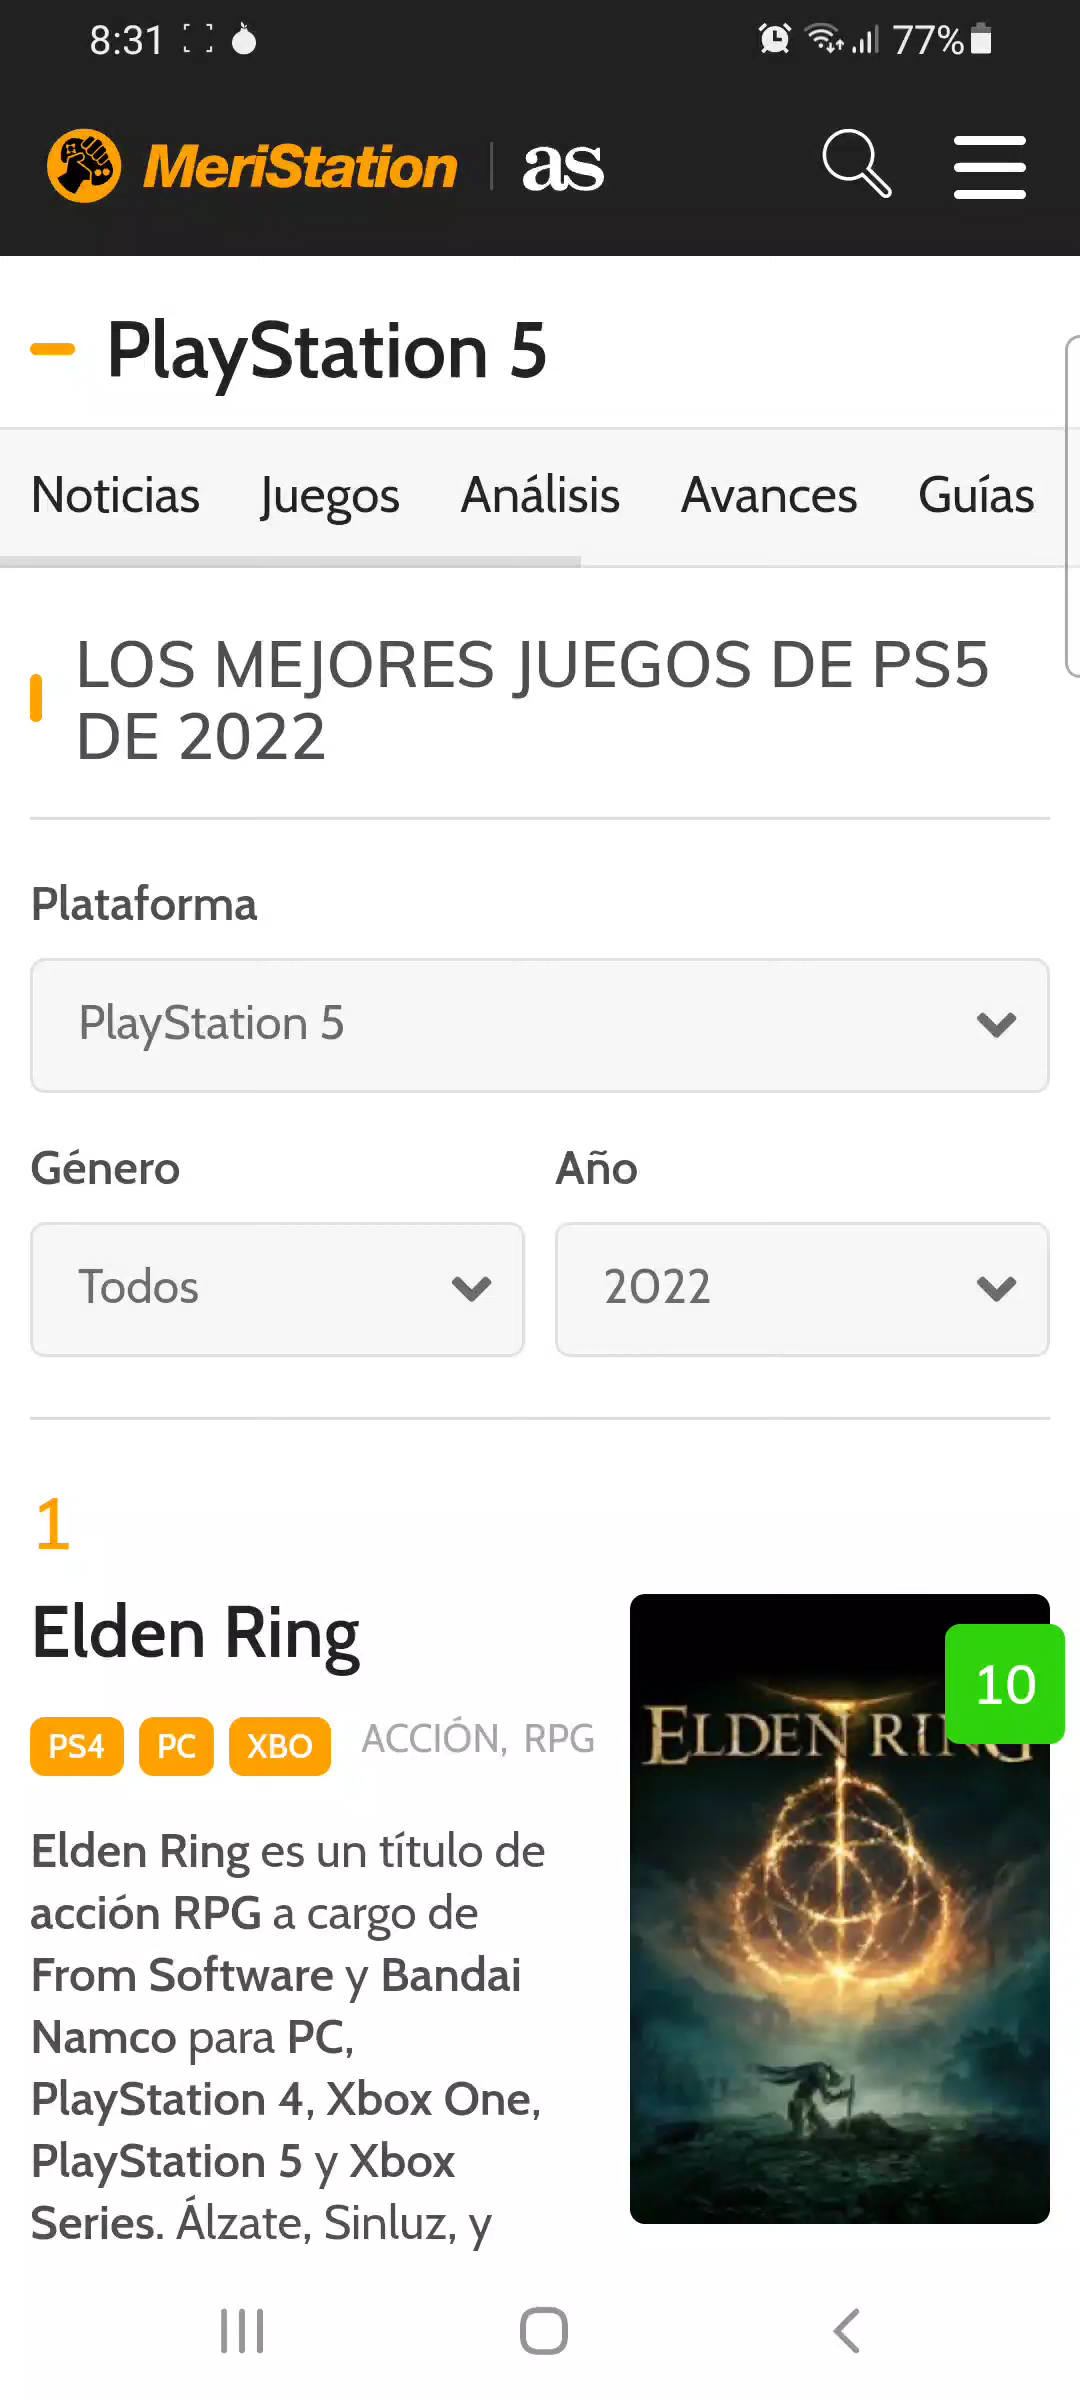 8:31
77%
MeriStation | as
PlayStation 5
Noticias Juegos Análisis Avances Guías
LOS MEJORES JUEGOS DE PS5
DE 2022
Plataforma
PlayStation 5
Género Año
Todos 2022
1
Elden Ring
PS4 PC XBO ACCIÓN, RPG
Elden Ring es un título de
acción RPG a cargo de
From Software y Bandai
Namco para PC,
PlayStation 4, Xbox One,
PlayStation 5 y Xbox
Series. Álzate, Sinluz, y
10
ELDEN RING